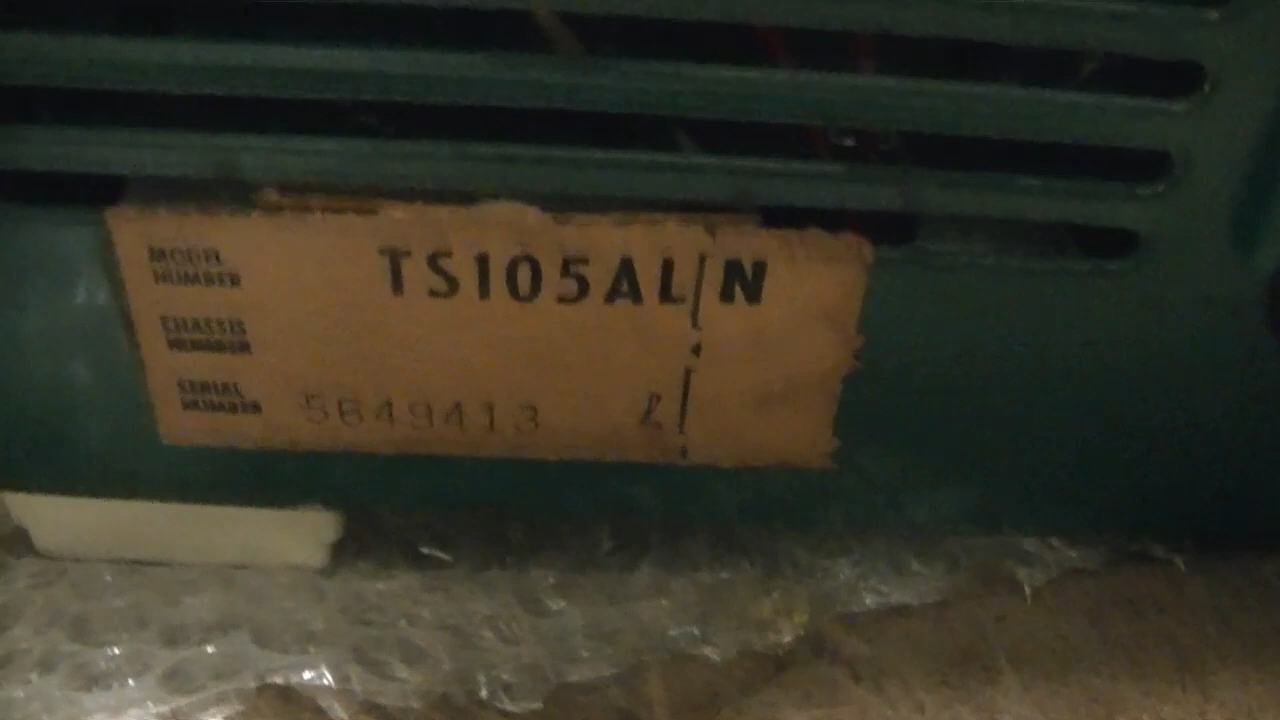 MODEL
NUMBER
TS105AL/N
CHASSIS
NUMBER
SERIAL
NUMBER
5649413 L